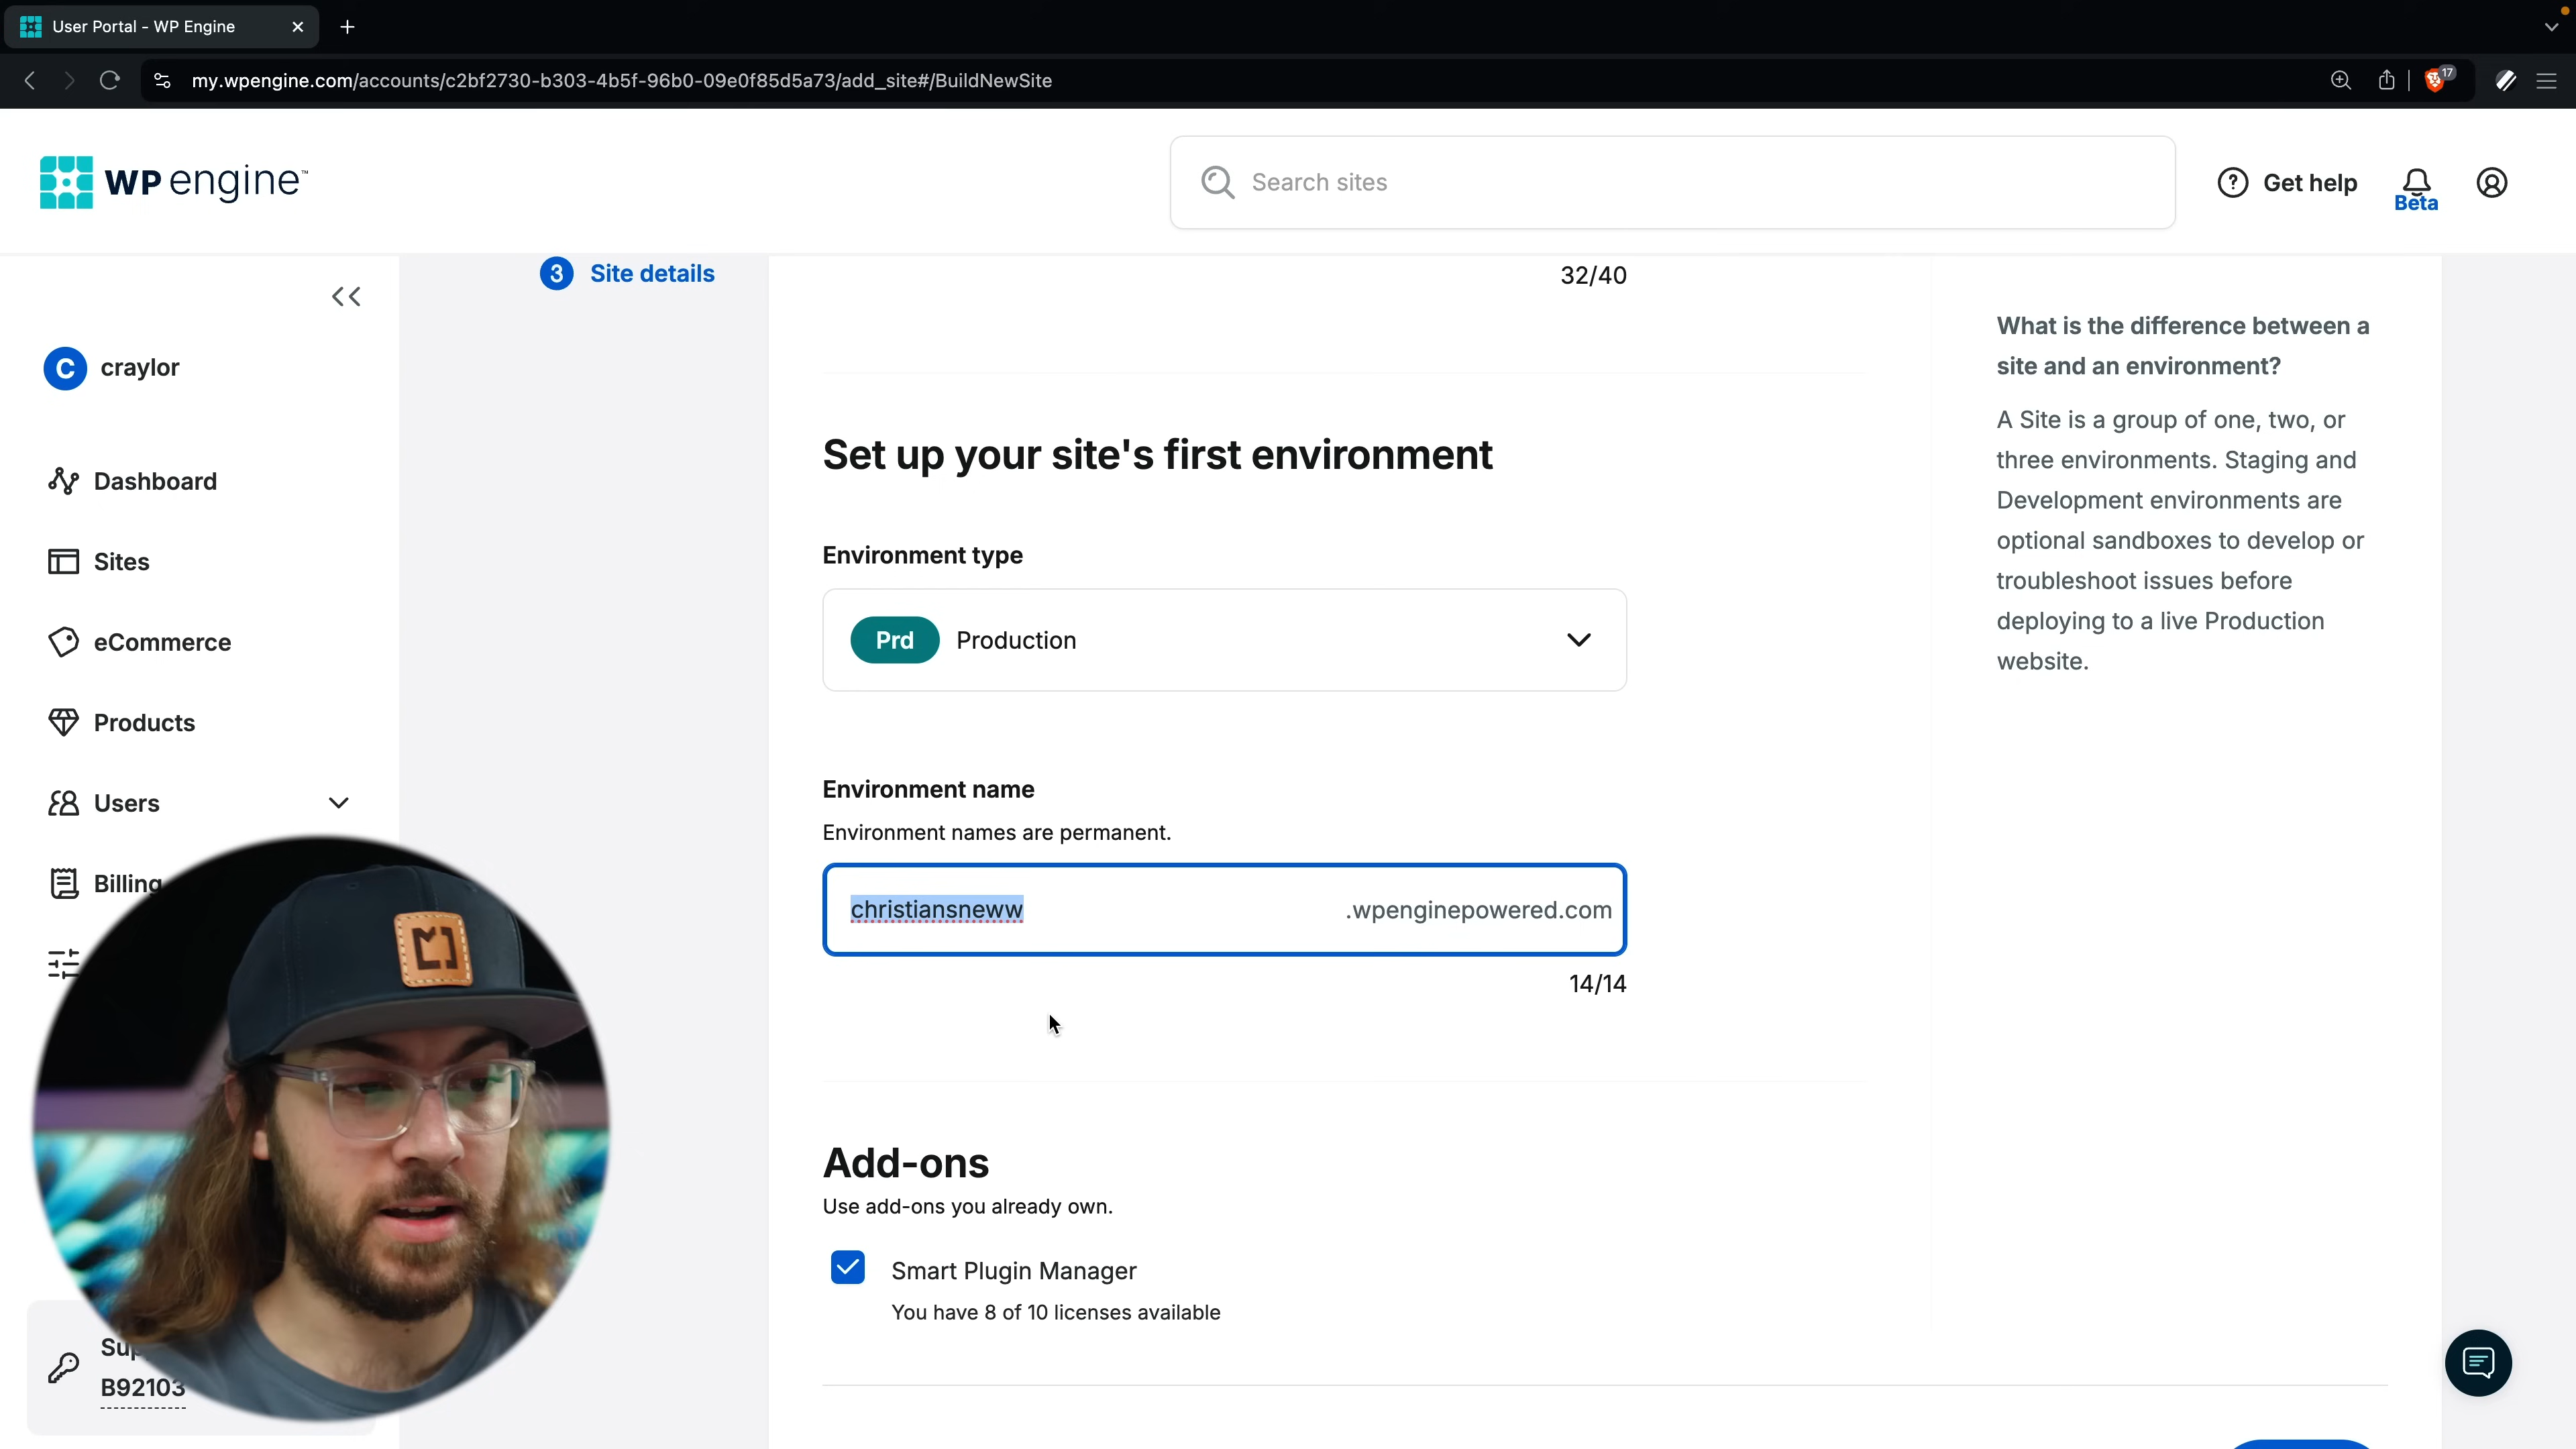 User Portal - WP Engine
my.wpengine.com/accounts/c2bf2730-b303-4b5f-96b0-09e0f85d5a73/add_site#/BuildNewSite
17
WP engine™
Search sites
Get help
Beta
3 Site details
32/40
C craylor
Dashboard
Sites
eCommerce
Products
Users
Billing
B92103
Set up your site's first environment
Environment type
Prd Production
Environment name
Environment names are permanent.
christiansneww .wpenginepowered.com
14/14
Add-ons
Use add-ons you already own.
Smart Plugin Manager
You have 8 of 10 licenses available
What is the difference between a
site and an environment?
A Site is a group of one, two, or
three environments. Staging and
Development environments are
optional sandboxes to develop or
troubleshoot issues before
deploying to a live Production
website.